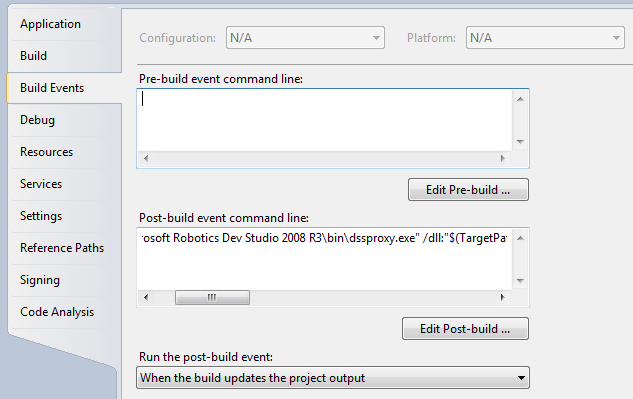 Application
Configuration: N/A Platform: N/A
Build
Pre-build event command line:
Build Events
Debug
Resources
Services
Edit Pre-build ...
Settings
Post-build event command line:
Robotics Dev Studio 2008 R3\bin\dssproxy.exe" /dll:"$(TargetPa
Reference Paths
Signing
Code Analysis
Edit Post-build ...
Run the post-build event:
When the build updates the project output